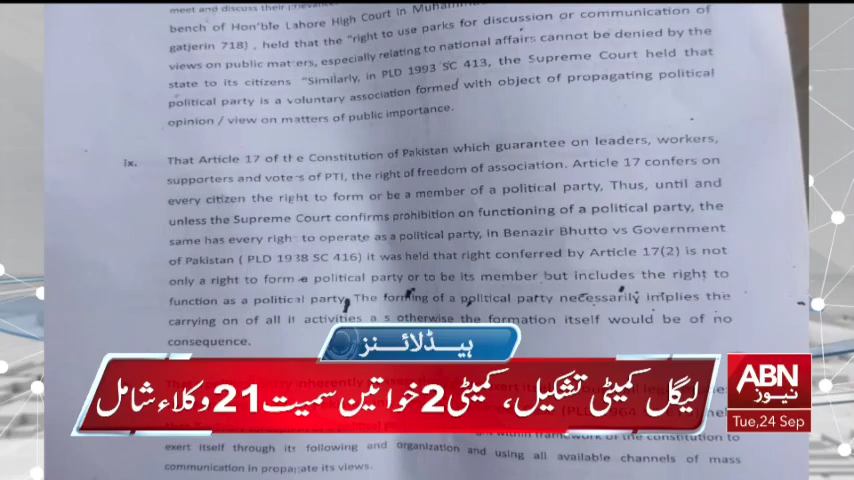 meet and discuss their
bench of Hon'ble Lahore High Court in
gatjerin 718) , held that the "right to use parks for discussion or communication of
views on public matters, especially relating to national affairs cannot be denied by the
state to its citizens "Similarly, in PLD 1993 SC 413, the Supreme Court held that
political party is a voluntary association formed with object of propagating political
opinion / view on matters of public importance.
ix. That Article 17 of the Constitution of Pakistan which guarantee on leaders, workers,
supporters and voters of PTI, the right of freedom of association. Article 17 confers on
every citizen the right to form or be a member of a political party, Thus, until and
unless the Supreme Court confirms prohibition on functioning of a political party, the
same has every right to operate as a political party, in Benazir Bhutto vs Government
of Pakistan ( PLD 1938 SC 416) it was held that right conferred by Article 17(2) is not
only a right to form a political party or to be its member but includes the right to
function as a political party. The forming of a political party necessarily implies the
carrying on of all it activities as otherwise the formation itself would be of no
consequence.
ہیڈلائنز
لیگل کمیٹی تشکیل، کمیٹی 2 خواتین سمیت 21 وکلاء شامل
ABN
نیوز
Tue,24 Sep
framework of the constitution to
exert itself through its following and organization and using all available channels of mass
communication in propagate its views.